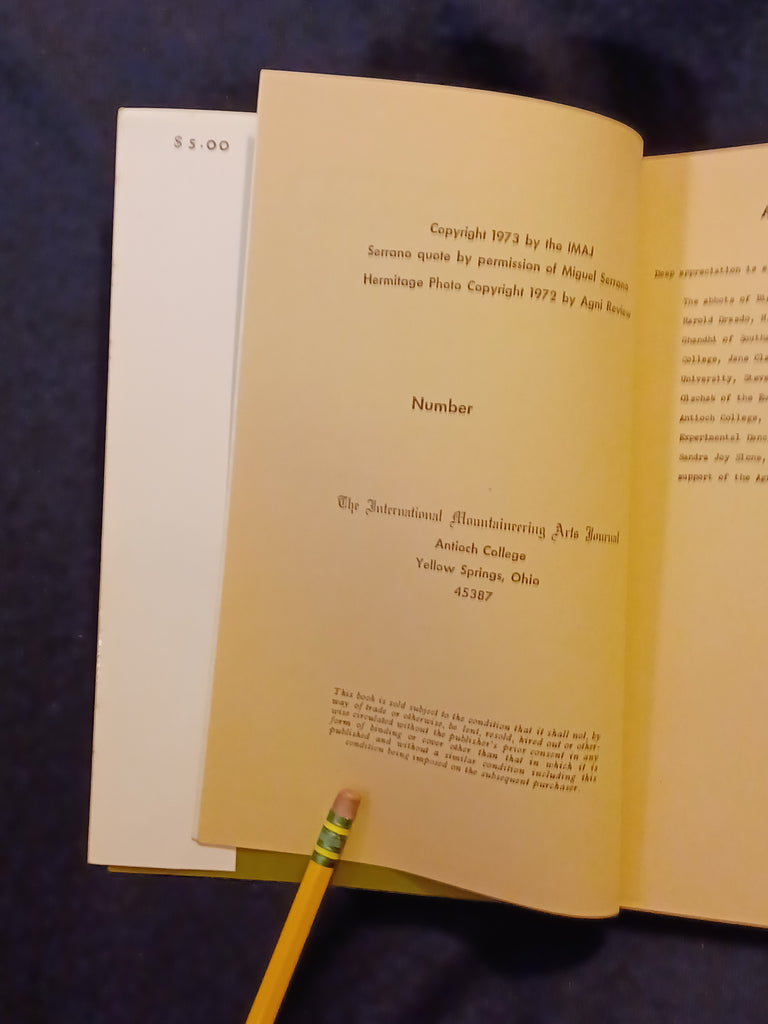 $5.00
Copyright 1973 by the IMAJ
Serrano quote by permission of Miguel Serrano
Hermitage Photo Copyright 1972 by Agni Review
Number
The International Mountaineering Arts Journal
Antioch College
Yellow Springs, Ohio
45387
This book is sold subject to the condition that it shall not, by
way of trade or otherwise, be lent, resold, hired out or other-
wise circulated without the publisher's prior consent in any
form of binding or cover other than that in which it is
published and without a similar condition including this
condition being imposed on the subsequent purchaser.
A
Deep appreciation is
The abbots of
Harold
of
College, Jane
University,
of the
Antioch College,
Experimental
Sandra Joy
support of the